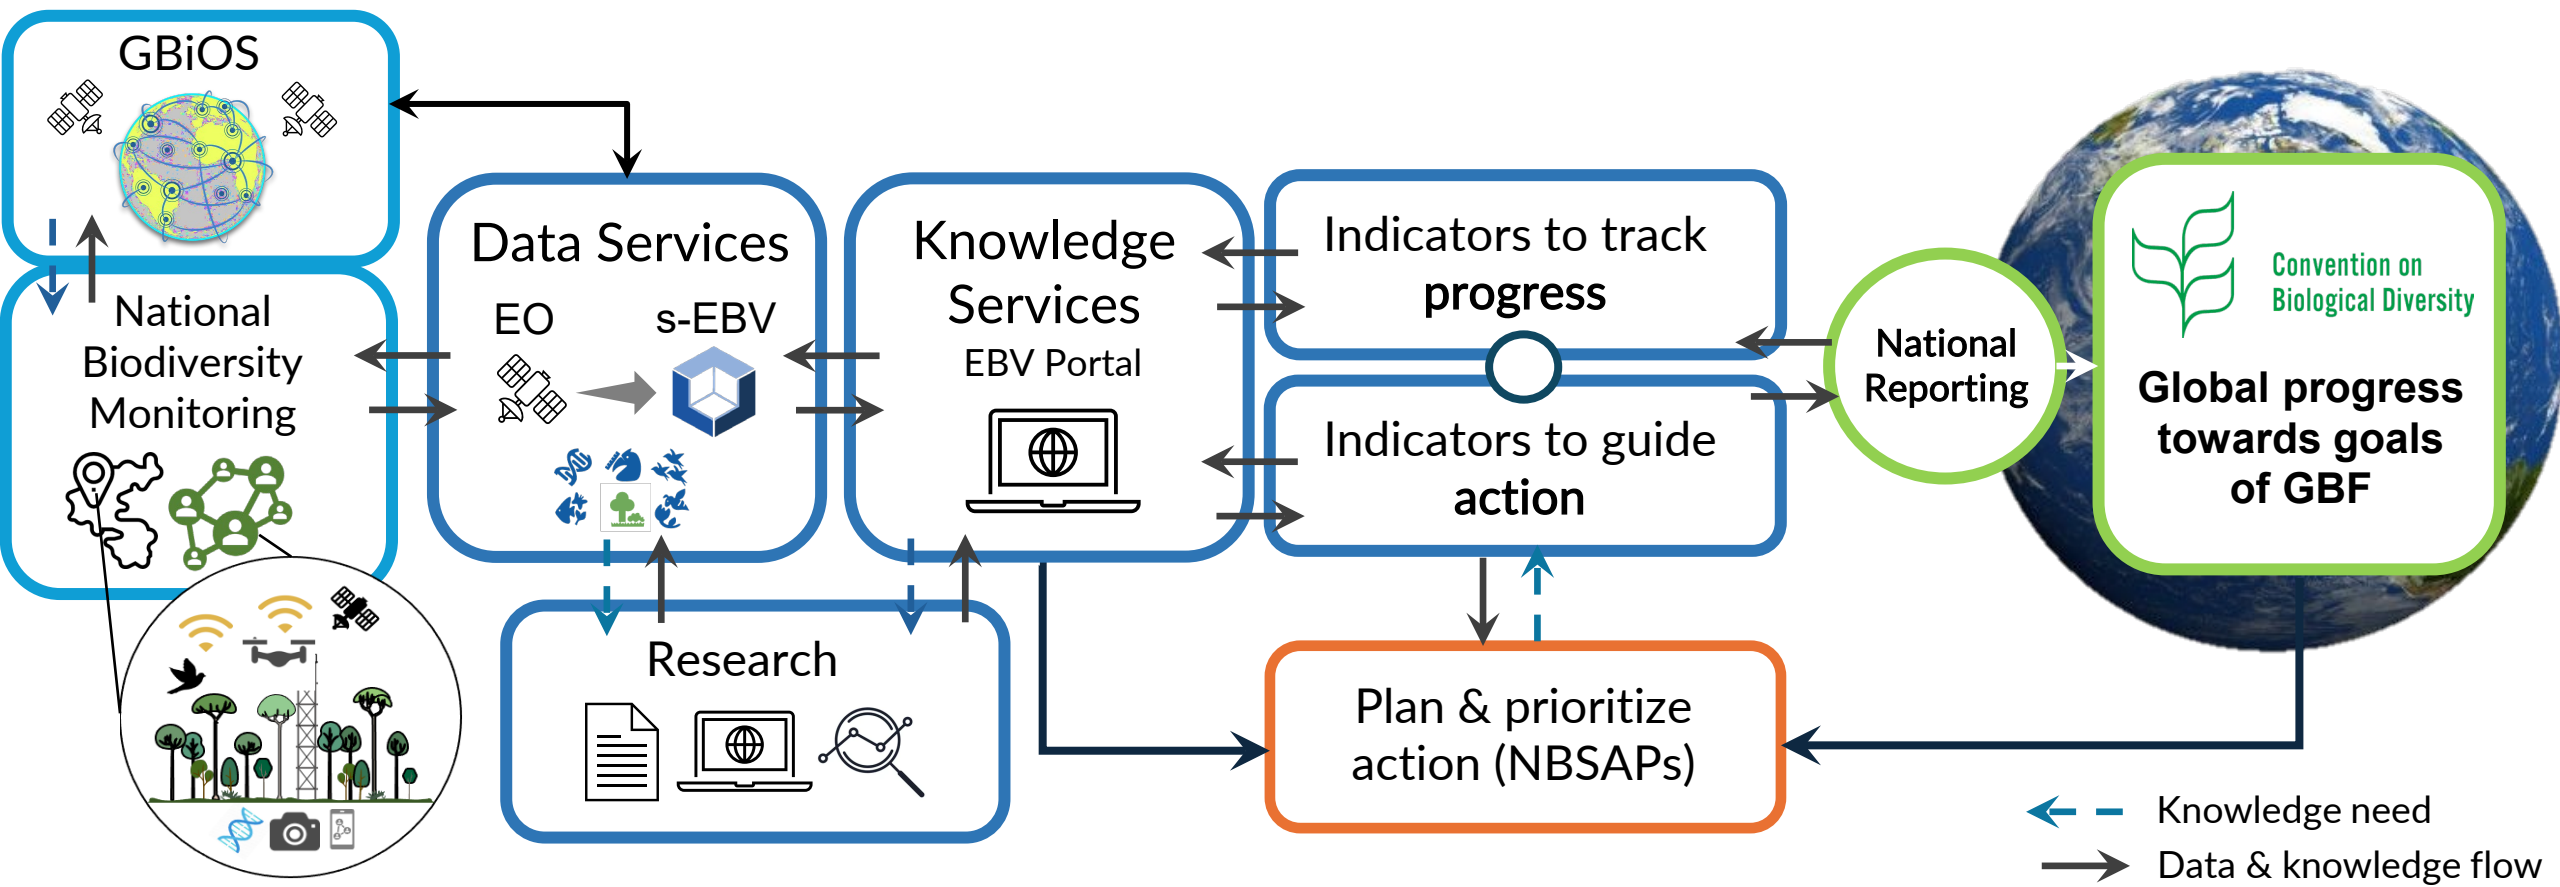 GBiOS
National
Biodiversity
Monitoring
Data Services
EO
s-EBV
Knowledge
Services
EBV Portal
Research
Indicators to track
progress
Indicators to guide
action
Plan & prioritize
action (NBSAPs)
National
Reporting
Convention on
Biological Diversity
Global progress
towards goals
of GBF
Knowledge need
Data & knowledge flow